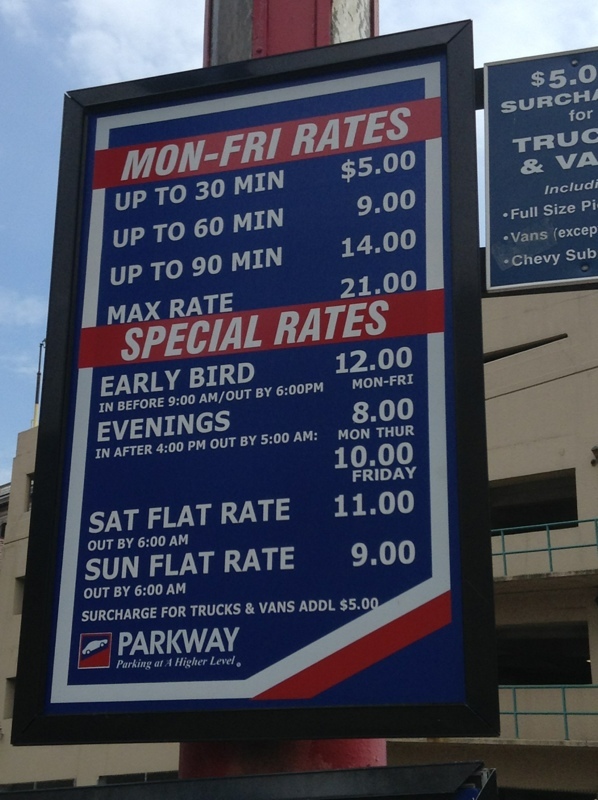 MON-FRI RATES
UP TO 30 MIN $5.00
UP TO 60 MIN 9.00
UP TO 90 MIN 14.00
MAX RATE 21.00
SPECIAL RATES
EARLY BIRD 12.00
IN BEFORE 9:00 AM/OUT BY 6:00PM MON-FRI
EVENINGS 8.00
IN AFTER 4:00 PM OUT BY 5:00 AM: MON THUR
10.00
FRIDAY
SAT FLAT RATE 11.00
OUT BY 6:00 AM
SUN FLAT RATE 9.00
OUT BY 6:00 AM
SURCHARGE FOR TRUCKS & VANS ADDL $5.00
PARKWAY
Parking at A Higher Level
$5.0
SURCHA
for
TRUC
& VA
Includi
• Full Size Pi
• Vans (excep
• Chevy Sub